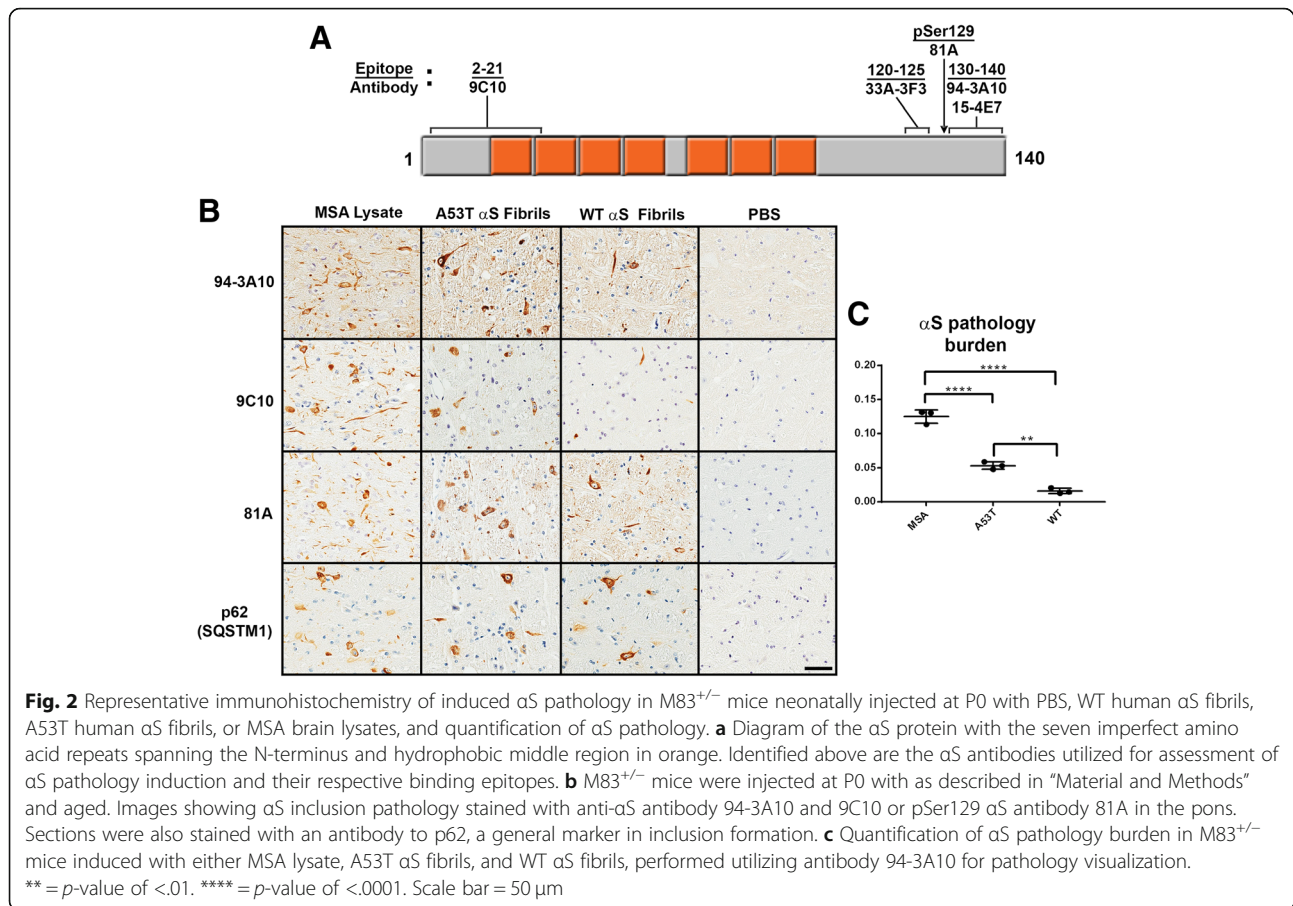 A
pSer129
81A
Epitope : 2-21 120-125 130-140
Antibody 9C10 33A-3F3 94-3A10
15-4E7
1 140
B
MSA Lysate A53T αS Fibrils WT αS Fibrils PBS
94-3A10
9C10
81A
p62
(SQSTM1)
C
αS pathology
burden
0.20
0.15
0.10
0.05
0.00
****
****
**
MSA A53T WT
Fig. 2 Representative immunohistochemistry of induced αS pathology in M83+/− mice neonatally injected at P0 with PBS, WT human αS fibrils,
A53T human αS fibrils, or MSA brain lysates, and quantification of αS pathology. a Diagram of the αS protein with the seven imperfect amino
acid repeats spanning the N-terminus and hydrophobic middle region in orange. Identified above are the αS antibodies utilized for assessment of
αS pathology induction and their respective binding epitopes. b M83+/− mice were injected at P0 with as described in “Material and Methods”
and aged. Images showing αS inclusion pathology stained with anti-αS antibody 94-3A10 and 9C10 or pSer129 αS antibody 81A in the pons.
Sections were also stained with an antibody to p62, a general marker in inclusion formation. c Quantification of αS pathology burden in M83+/−
mice induced with either MSA lysate, A53T αS fibrils, and WT αS fibrils, performed utilizing antibody 94-3A10 for pathology visualization.
** = p-value of <.01. **** = p-value of <.0001. Scale bar = 50 μm